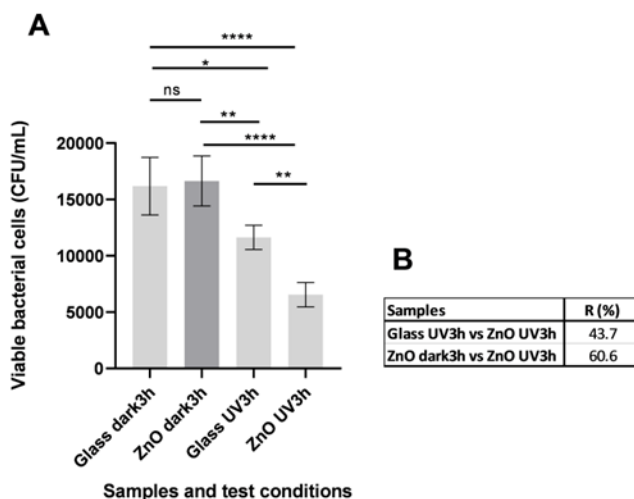 A
****
*
ns
**
****
**
Viable bacterial cells (CFU/mL)
20000
15000
10000
5000
0
Glass dark3h
ZnO dark3h
Glass UV3h
ZnO UV3h
Samples and test conditions
B
Samples R (%)
Glass UV3h vs ZnO UV3h 43.7
ZnO dark3h vs ZnO UV3h 60.6